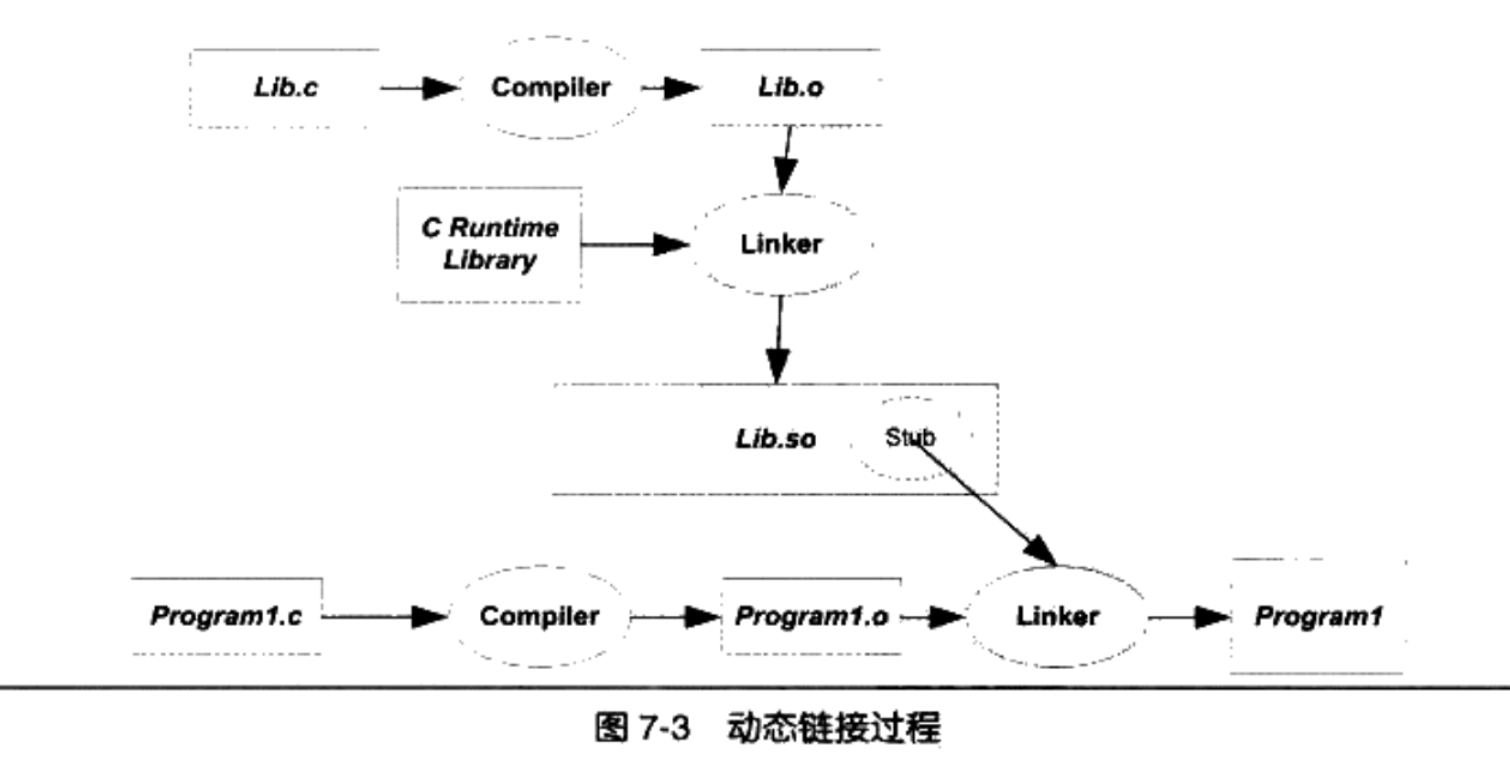 Lib.c
Compiler
Lib.o
C Runtime
Library
Linker
Lib.so
Stub
Program1.c
Compiler
Program1.o
Linker
Program1
图 7-3 动态链接过程